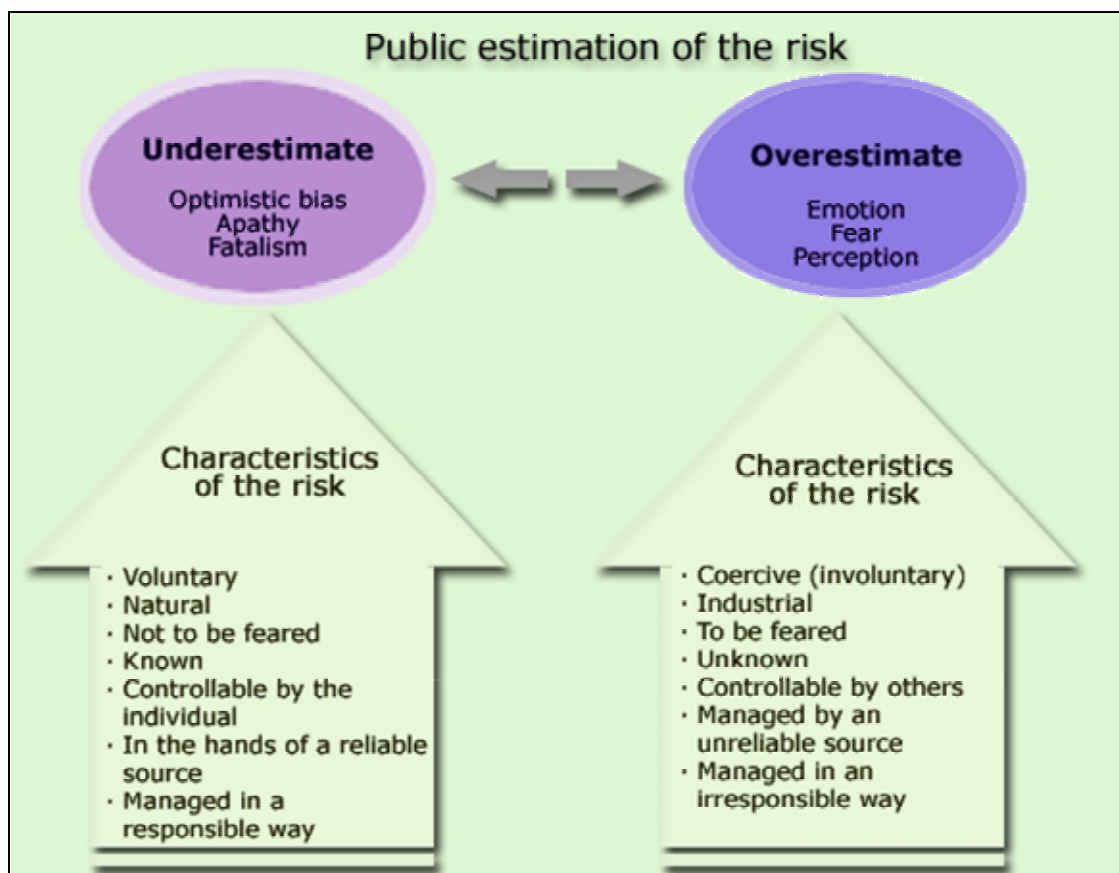 Public estimation of the risk
Underestimate
Optimistic bias
Apathy
Fatalism
Overestimate
Emotion
Fear
Perception
Characteristics
of the risk
· Voluntary
· Natural
· Not to be feared
· Known
· Controllable by the
individual
· In the hands of a reliable
source
· Managed in a
responsible way
Characteristics
of the risk
· Coercive (involuntary)
· Industrial
· To be feared
· Unknown
· Controllable by others
· Managed by an
unreliable source
· Managed in an
irresponsible way